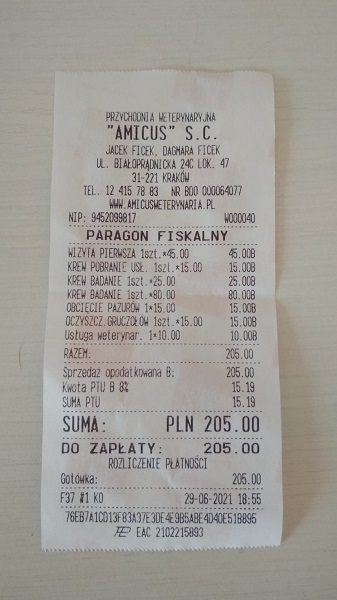 PRZYCHODNIA WETERYNARYJNA
"AMICUS" S.C.
JACEK FICEK, DAGMARA FICEK
UL. BIAŁOPRĄDNICKA 24C LOK. 47
31-221 KRAKÓW
TEL. 12 415 78 83 NR BDO 000064077
WWW.AMICUSWETERYNARIA.PL
NIP: 9452099817 W000040
PARAGON FISKALNY
WIZYTA PIERWSZA 1szt.*45.00 45.00B
KREW POBRANIE USŁ. 1szt.*15.00 15.00B
KREW BADANIE 1szt.*25.00 25.00B
KREW BADANIE 1szt.*80.00 80.00B
OBCIĘCIE PAZURÓW 1*15.00 15.00B
OCZYSZCZ.GRUCZOŁÓW 1szt.*15.00 15.00B
Usługa weterynar. 1*10.00 10.00B
RAZEM: 205.00
Sprzedaż opodatkowana B: 205.00
Kwota PTU B 8% 15.19
SUMA PTU 15.19
SUMA: PLN 205.00
DO ZAPŁATY: 205.00
ROZLICZENIE PŁATNOŚCI
Gotówka: 205.00
F37 #1 KO 29-06-2021 18:55
76EB7A1CD13F83A37E3DE4E9B5ABE4D40E51B895
EAC 2102215893